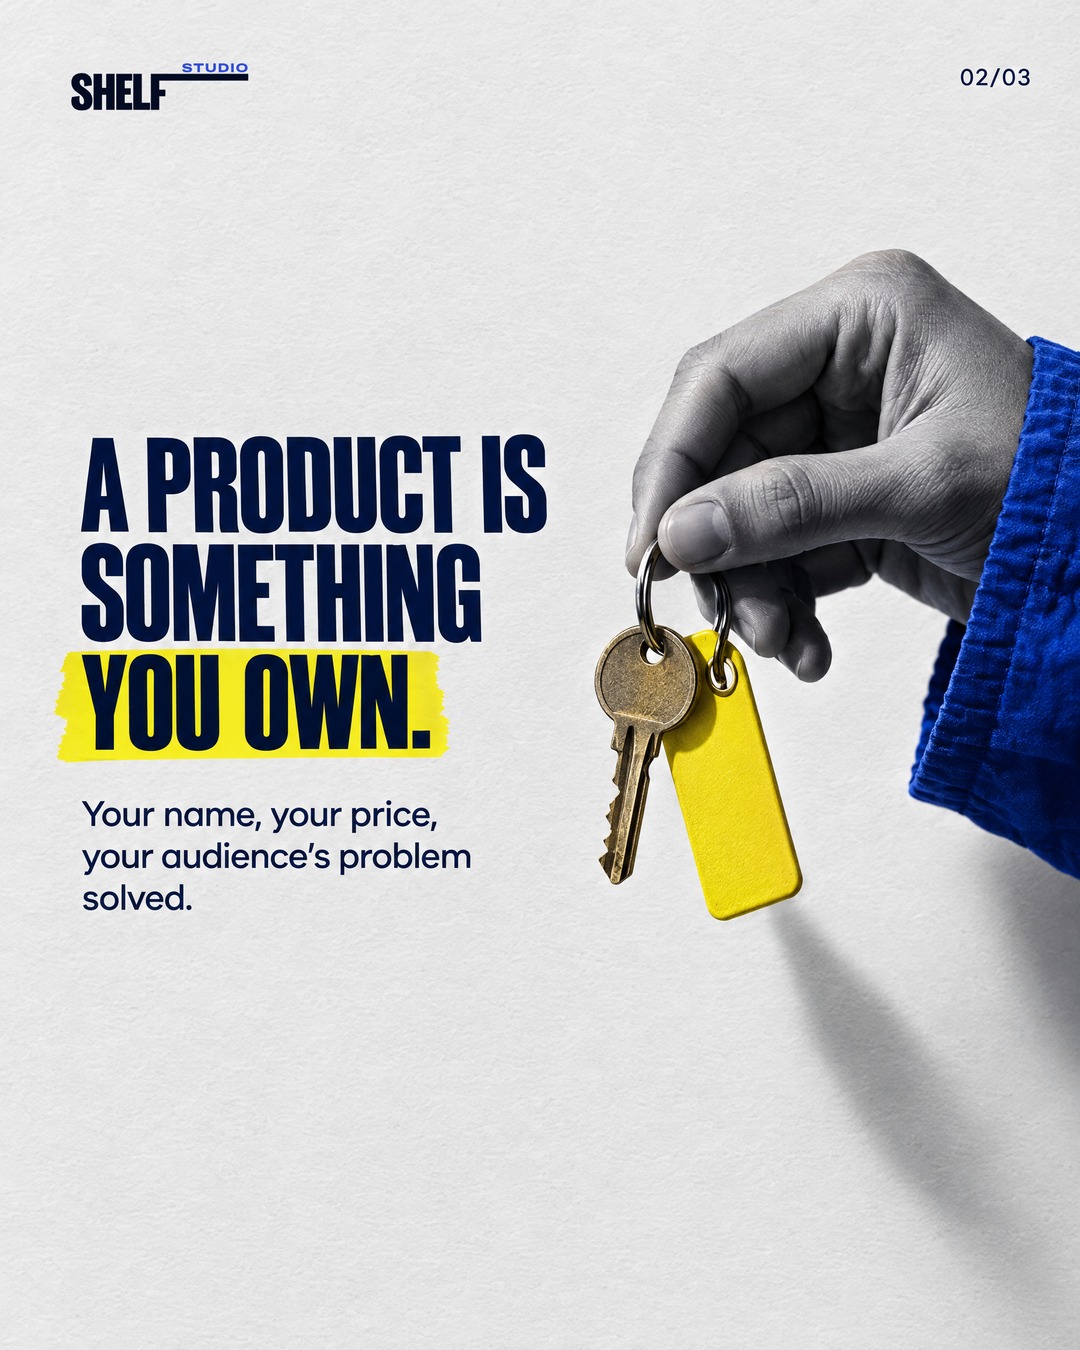 STUDIO
SHELF
02/03
A PRODUCT IS
SOMETHING
YOU OWN.
Your name, your price,
your audience's problem
solved.